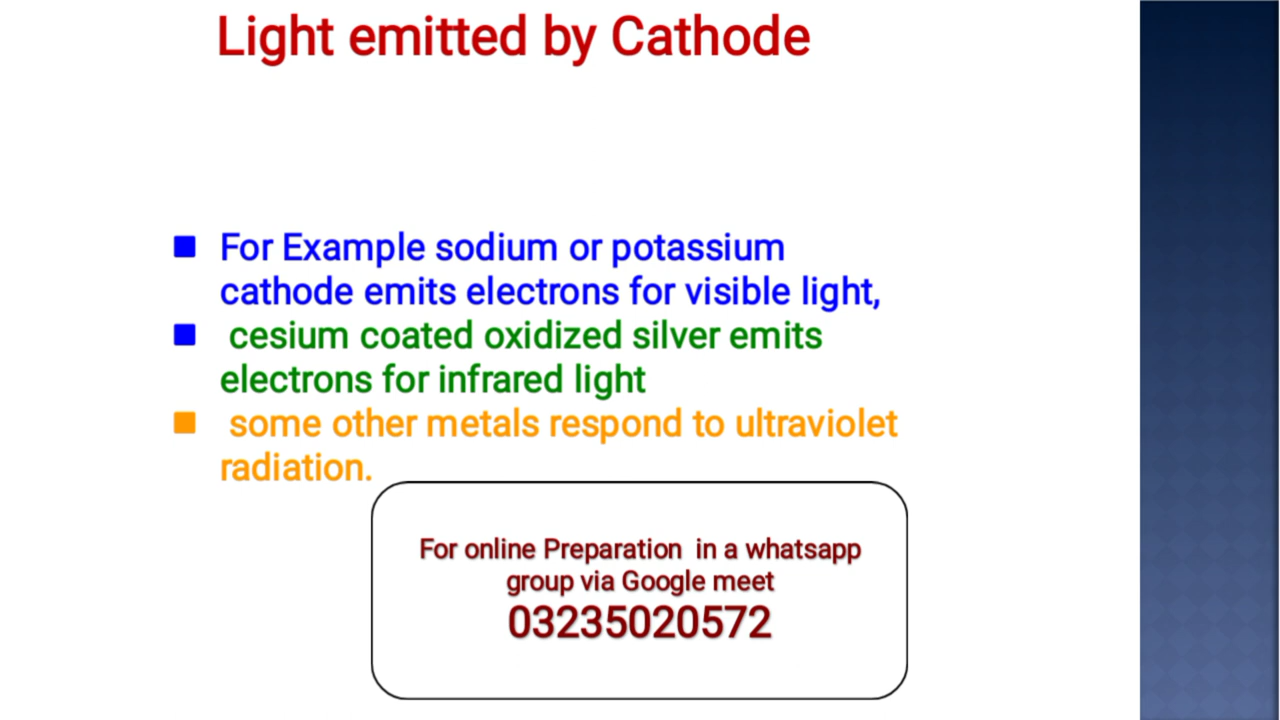 Light emitted by Cathode
For Example sodium or potassium
cathode emits electrons for visible light,
cesium coated oxidized silver emits
electrons for infrared light
some other metals respond to ultraviolet
radiation.
For online Preparation in a whatsapp
group via Google meet
03235020572